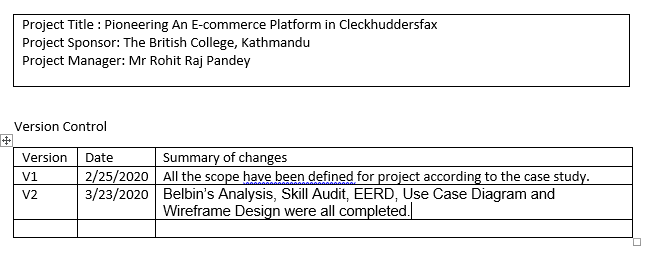 Project Title : Pioneering An E-commerce Platform in Cleckhuddersfax
Project Sponsor: The British College, Kathmandu
Project Manager: Mr Rohit Raj Pandey
Version Control
Version Date Summary of changes
V1 2/25/2020 All the scope have been defined for project according to the case study.
V2 3/23/2020 Belbin's Analysis, Skill Audit, EERD, Use Case Diagram and
Wireframe Design were all completed.